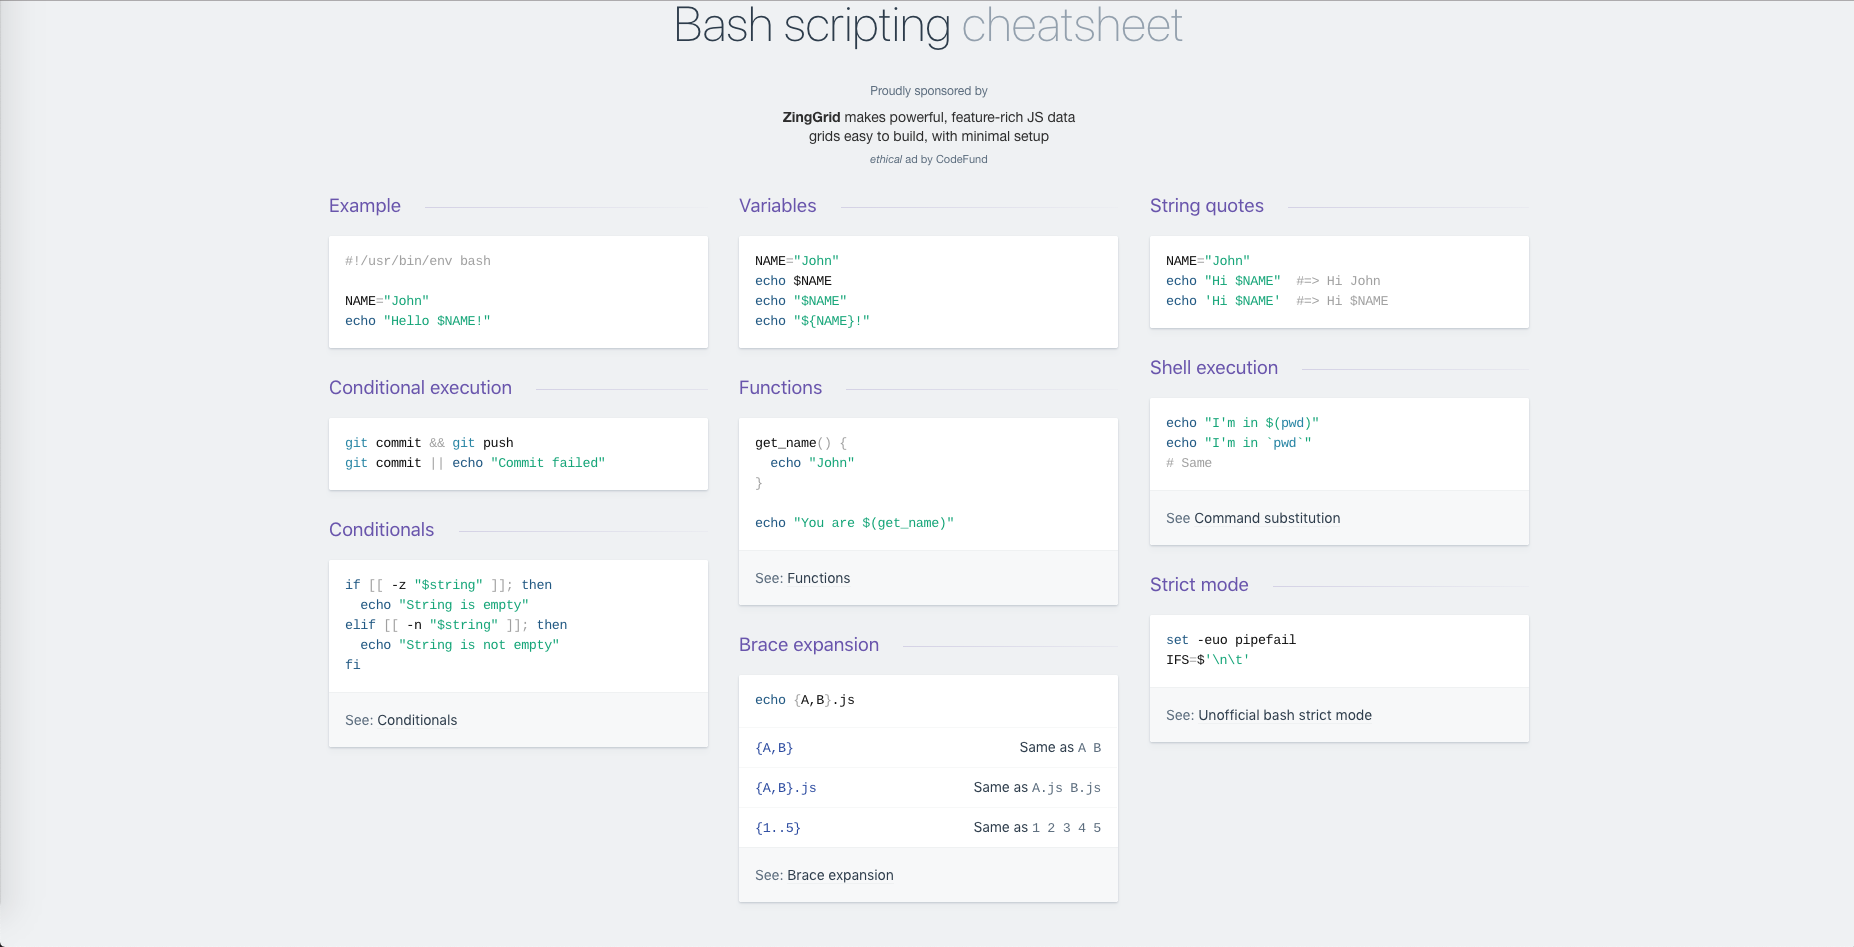 Bash scripting cheatsheet
Proudly sponsored by
ZingGrid makes powerful, feature-rich JS data
grids easy to build, with minimal setup
ethical ad by CodeFund
Example
#!/usr/bin/env bash
NAME="John"
echo "Hello $NAME!"
Conditional execution
git commit && git push
git commit || echo "Commit failed"
Conditionals
if [[ -z "$string" ]]; then
  echo "String is empty"
elif [[ -n "$string" ]]; then
  echo "String is not empty"
fi
See: Conditionals
Variables
NAME="John"
echo $NAME
echo "$NAME"
echo "${NAME}!"
Functions
get_name() {
  echo "John"
}
echo "You are $(get_name)"
See: Functions
Brace expansion
echo {A,B}.js
{A,B} Same as A B
{A,B}.js Same as A.js B.js
{1..5} Same as 1 2 3 4 5
See: Brace expansion
String quotes
NAME="John"
echo "Hi $NAME"  #=> Hi John
echo 'Hi $NAME'  #=> Hi $NAME
Shell execution
echo "I'm in $(pwd)"
echo "I'm in `pwd`"
# Same
See Command substitution
Strict mode
set -euo pipefail
IFS=$'\n\t'
See: Unofficial bash strict mode